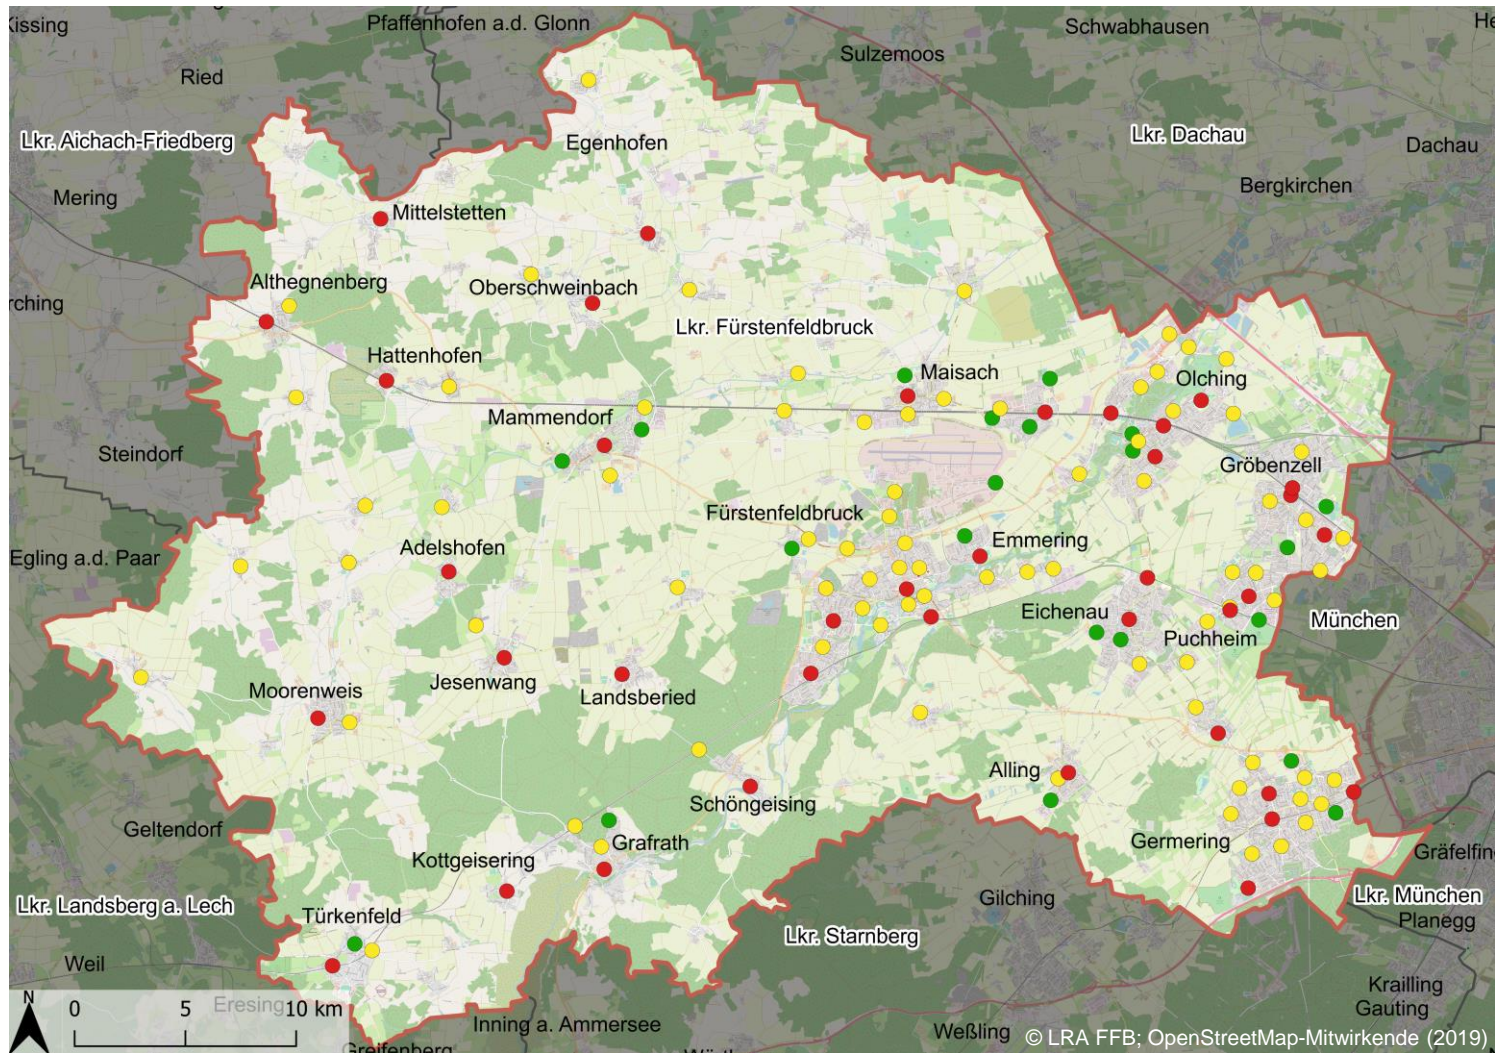 Pfaffenhofen a.d. Glonn
Schwabhausen
Kissing
Sulzemoos
Ried
Lkr. Aichach-Friedberg
Lkr. Dachau
Dachau
Egenhofen
Bergkirchen
Mering
Mittelstetten
Althegnenberg
Oberschweinbach
rching
Lkr. Fürstenfeldbruck
Hattenhofen
Maisach
Olching
Mammendorf
Steindorf
Gröbenzell
Fürstenfeldbruck
Emmering
Adelshofen
Egling a.d. Paar
Eichenau
München
Puchheim
Jesenwang
Moorenweis
Landsberied
Alling
Schöngeising
Geltendorf
Germering
Grafrath
Gräfelfing
Kottgeisering
Lkr. München
Gilching
Lkr. Landsberg a. Lech
Türkenfeld
Planegg
Lkr. Starnberg
Weil
Krailling
N
0 5 10 km
Eresing
Gauting
Inning a. Ammersee
Weßling
© LRA FFB; OpenStreetMap-Mitwirkende (2019)
Greifenberg